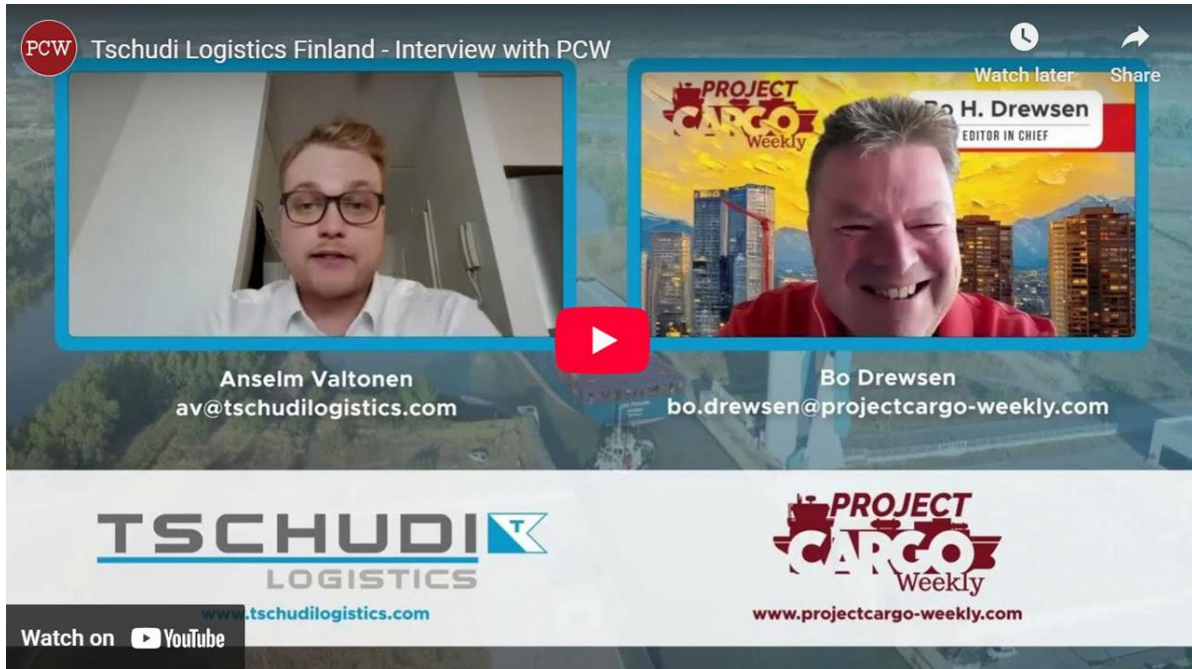 PCW
Tschudi Logistics Finland - Interview with PCW
Watch later
Share
PROJECT
CARGO
Weekly
H. Drewsen
EDITOR IN CHIEF
Anselm Valtonen
av@tschudilogistics.com
Bo Drewsen
bo.drewsen@projectcargo-weekly.com
TSCHUDI T
LOGISTICS
www.tschudilogistics.com
PROJECT
CARGO
Weekly
www.projectcargo-weekly.com
Watch on YouTube